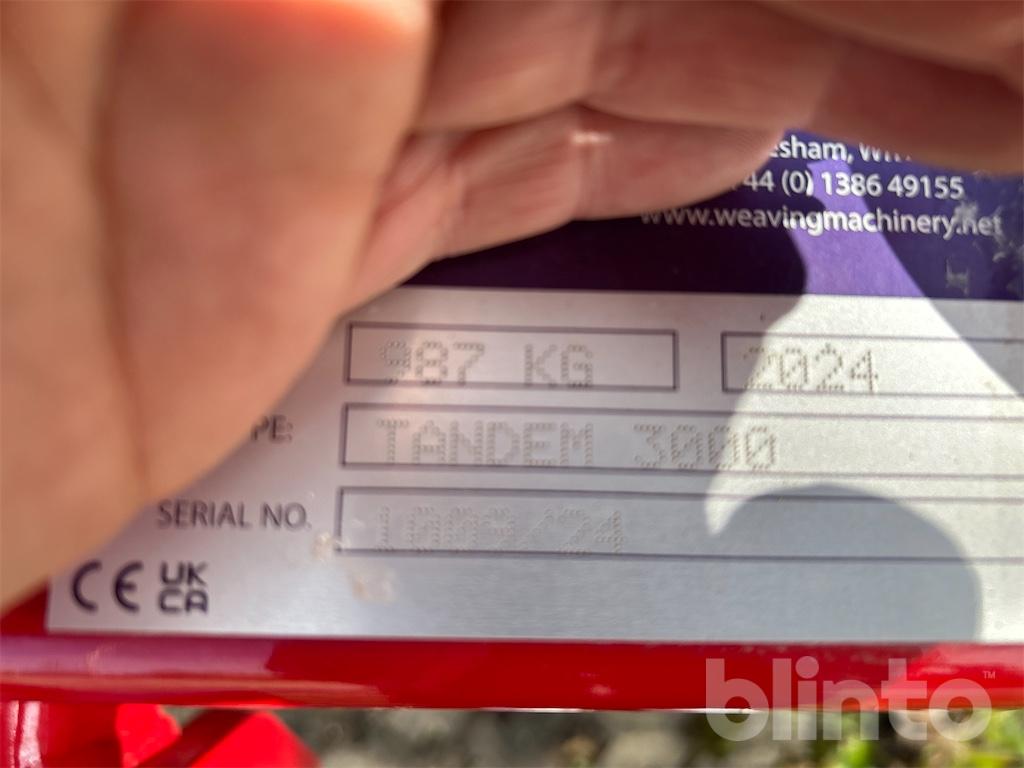 esham,
44 (0) 1386 49155
www.weavingmachinery.net
987 KG 2024
PE:
TANDEM 3000
SERIAL NO.
CE UK CA
blinto™